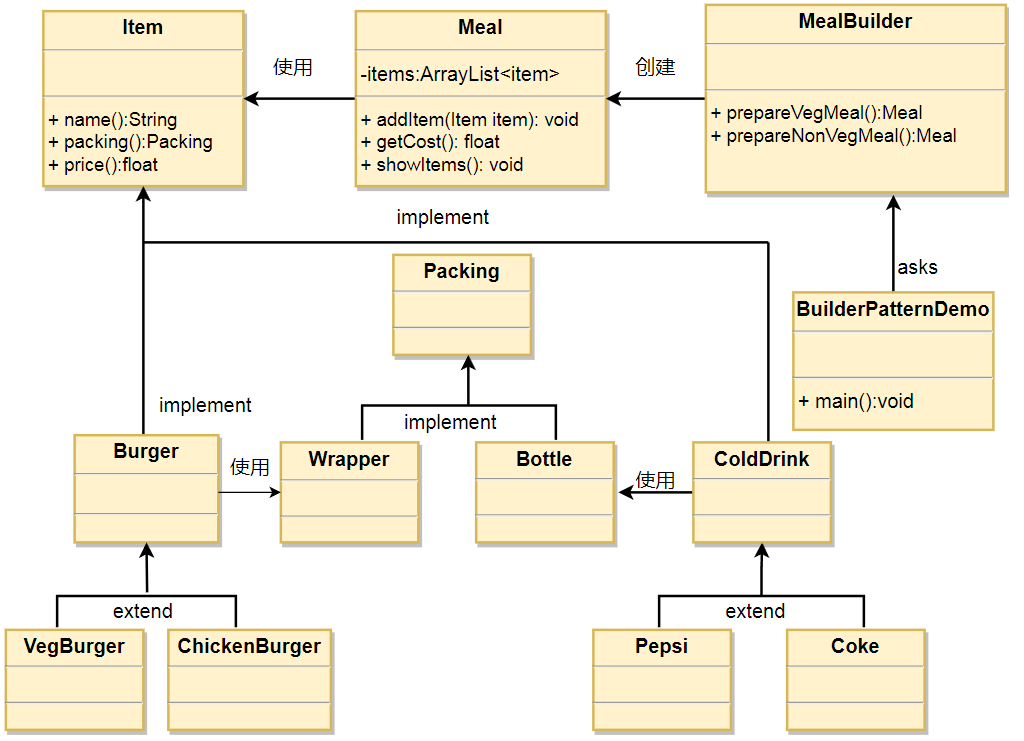 Item
+ name():String
+ packing():Packing
+ price():float
使用
Meal
-items:ArrayList<item>
+ addItem(Item item): void
+ getCost(): float
+ showItems(): void
创建
MealBuilder
+ prepareVegMeal():Meal
+ prepareNonVegMeal():Meal
implement
asks
Packing
BuilderPatternDemo
+ main():void
implement
implement
Burger
使用
Wrapper
Bottle
使用
ColdDrink
extend
extend
VegBurger
ChickenBurger
Pepsi
Coke